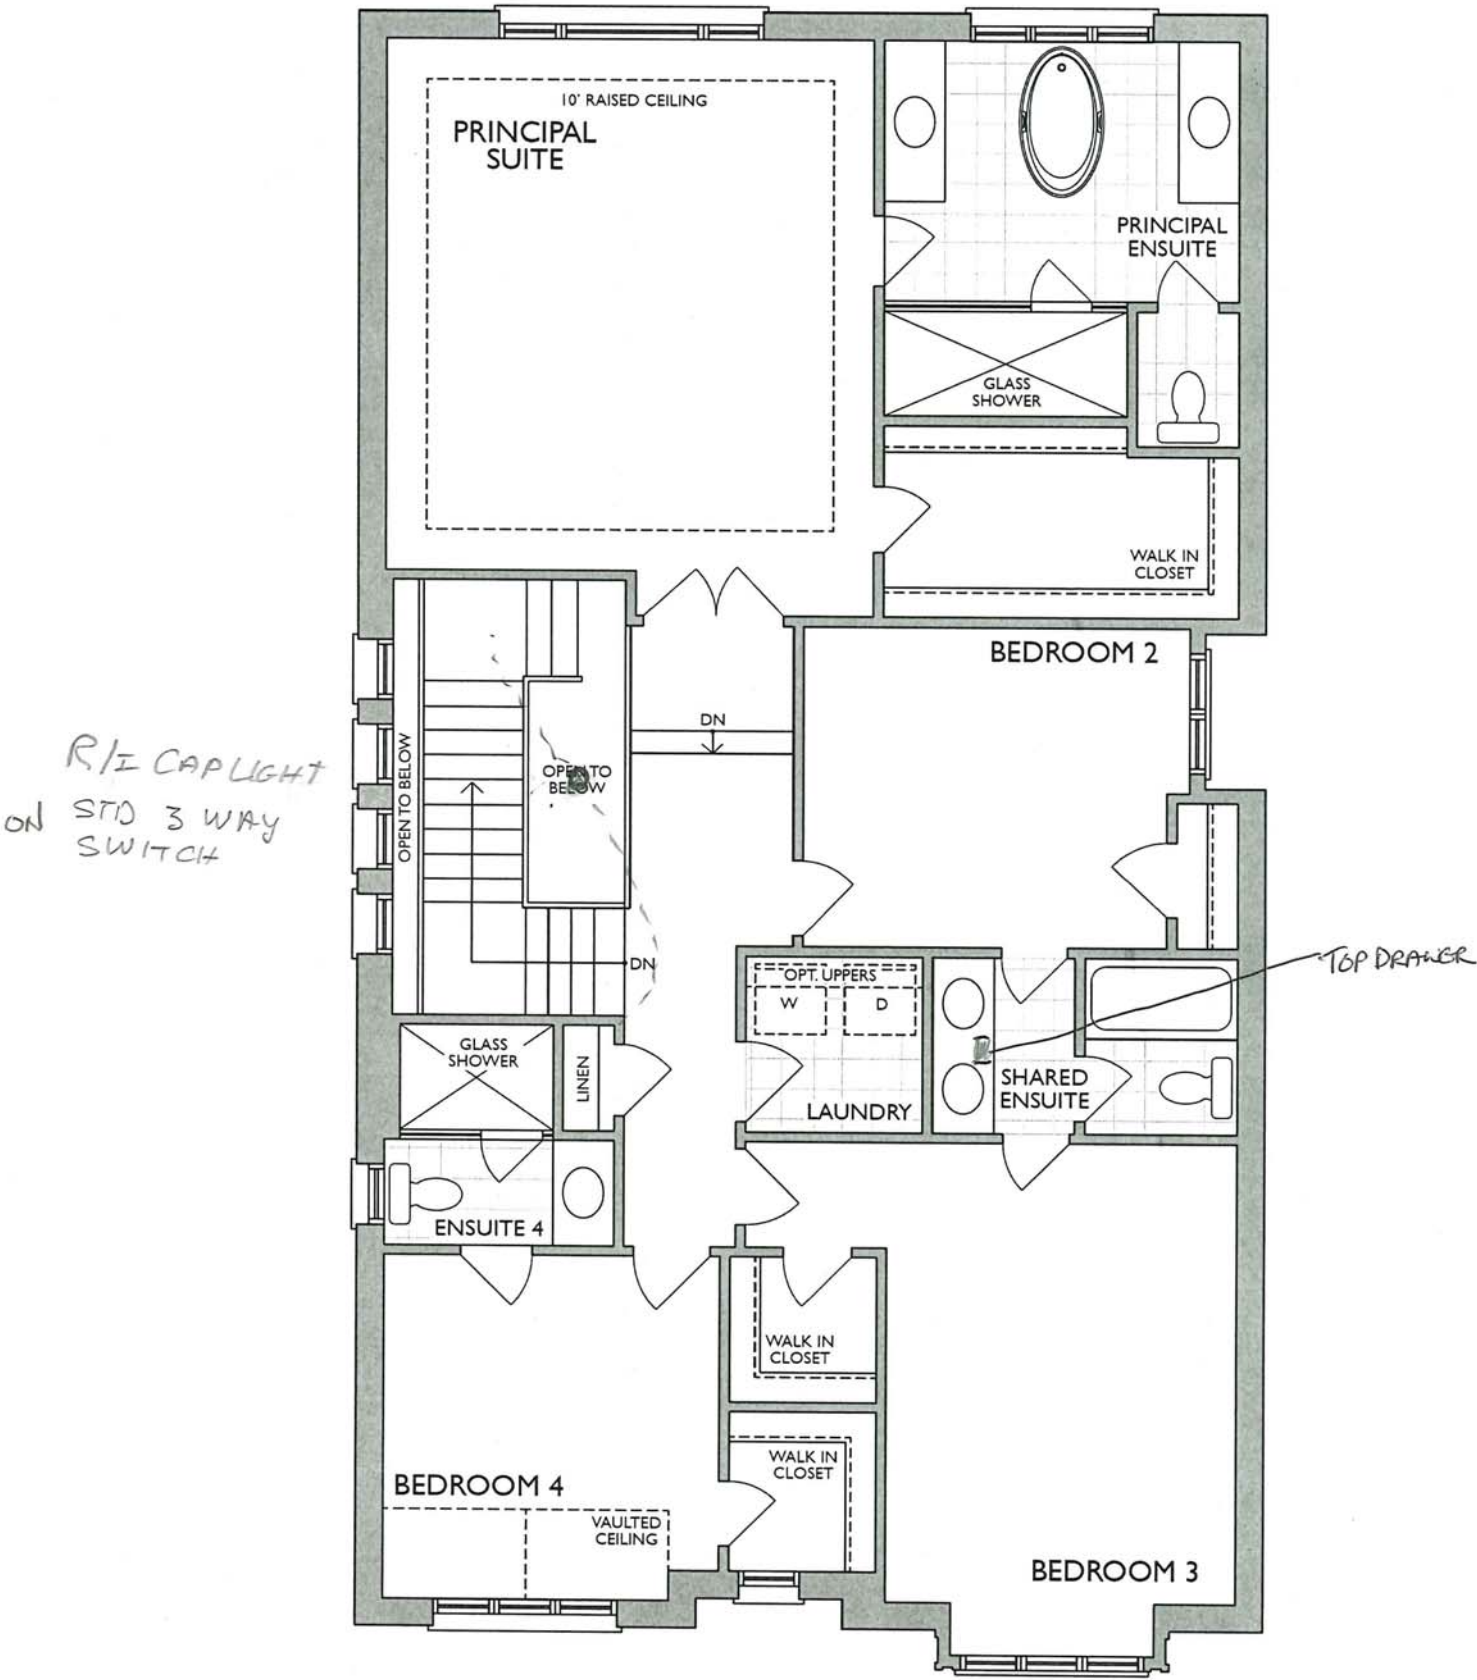 10' RAISED CEILING
PRINCIPAL
SUITE
PRINCIPAL
ENSUITE
GLASS
SHOWER
WALK IN
CLOSET
BEDROOM 2
DN
OPEN TO BELOW
OPEN TO
BELOW
R/I CAP LIGHT
ON STD 3 WAY
SWITCH
DN
TOP DRAWER
OPT. UPPERS
W
D
LAUNDRY
SHARED
ENSUITE
GLASS
SHOWER
LINEN
ENSUITE 4
WALK IN
CLOSET
WALK IN
CLOSET
BEDROOM 4
VAULTED
CEILING
BEDROOM 3